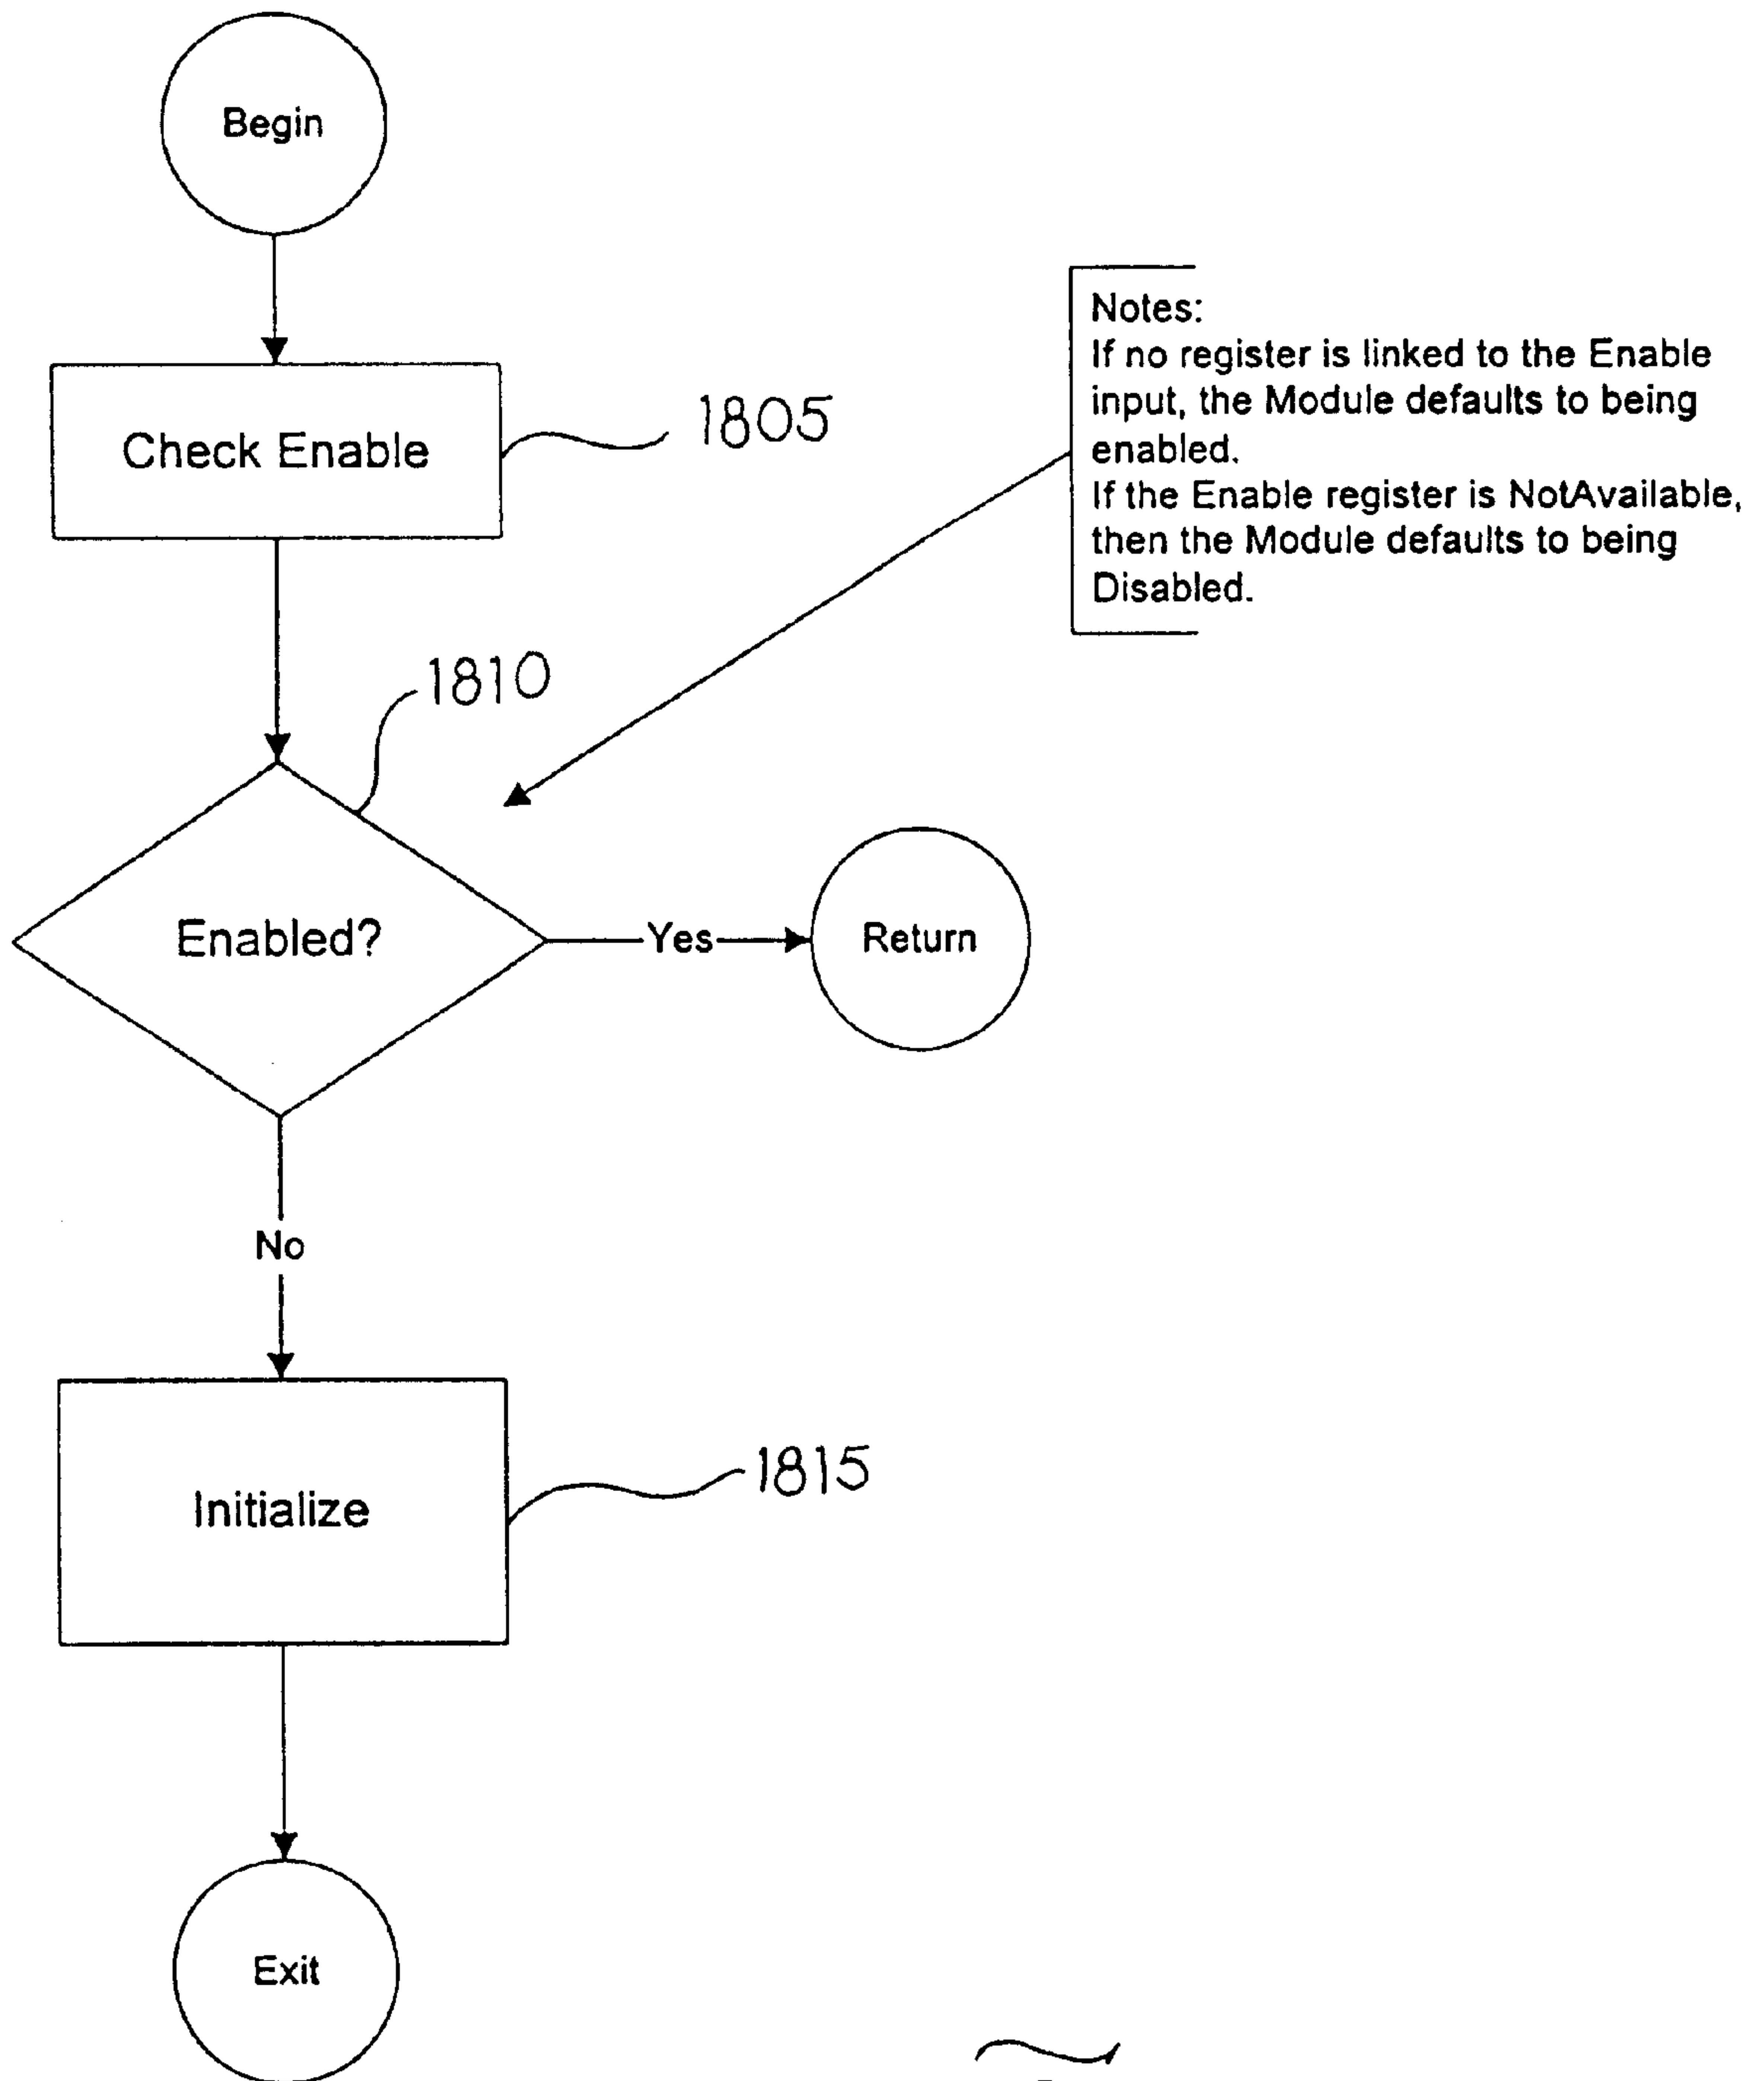 Begin
Check Enable
1805
Notes:
If no register is linked to the Enable
input, the Module defaults to being
enabled.
If the Enable register is NotAvailable,
then the Module defaults to being
Disabled.
1810
Enabled?
Yes
Return
No
Initialize
1815
Exit